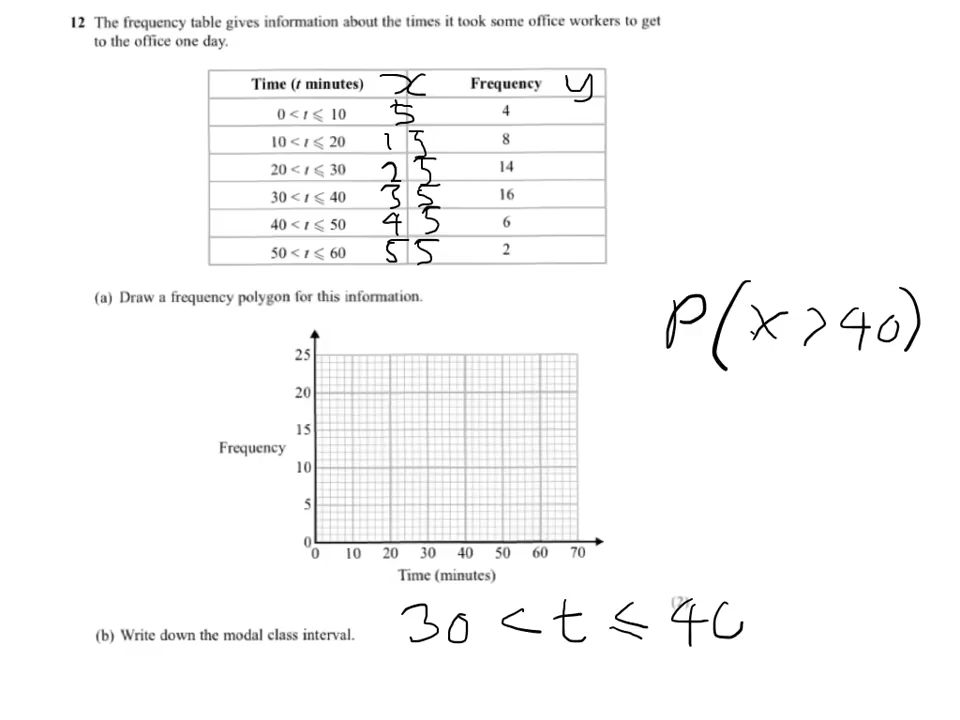 12 The frequency table gives information about the times it took some office workers to get
to the office one day.
Time (t minutes) x Frequency y
0 < t ⩽ 10 5 4
10 < t ⩽ 20 15 8
20 < t ⩽ 30 25 14
30 < t ⩽ 40 35 16
40 < t ⩽ 50 45 6
50 < t ⩽ 60 55 2
(a) Draw a frequency polygon for this information.
P(x > 40)
25
20
15
Frequency
10
5
0
0 10 20 30 40 50 60 70
Time (minutes)
(2)
(b) Write down the modal class interval. 30 < t ⩽ 40